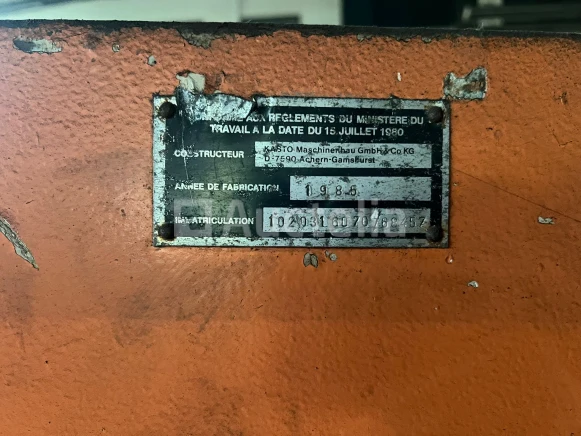 AUX REGLEMENTS DU MINISTERE DU
TRAVAIL A LA DATE DU 15 JUILLET 1980
CONSTRUCTEUR
KASTO Maschinenbau GmbH & Co KG
D-7590 Achern-Gamshurst
ANNEE DE FABRICATION
1985
IMMATRICULATION